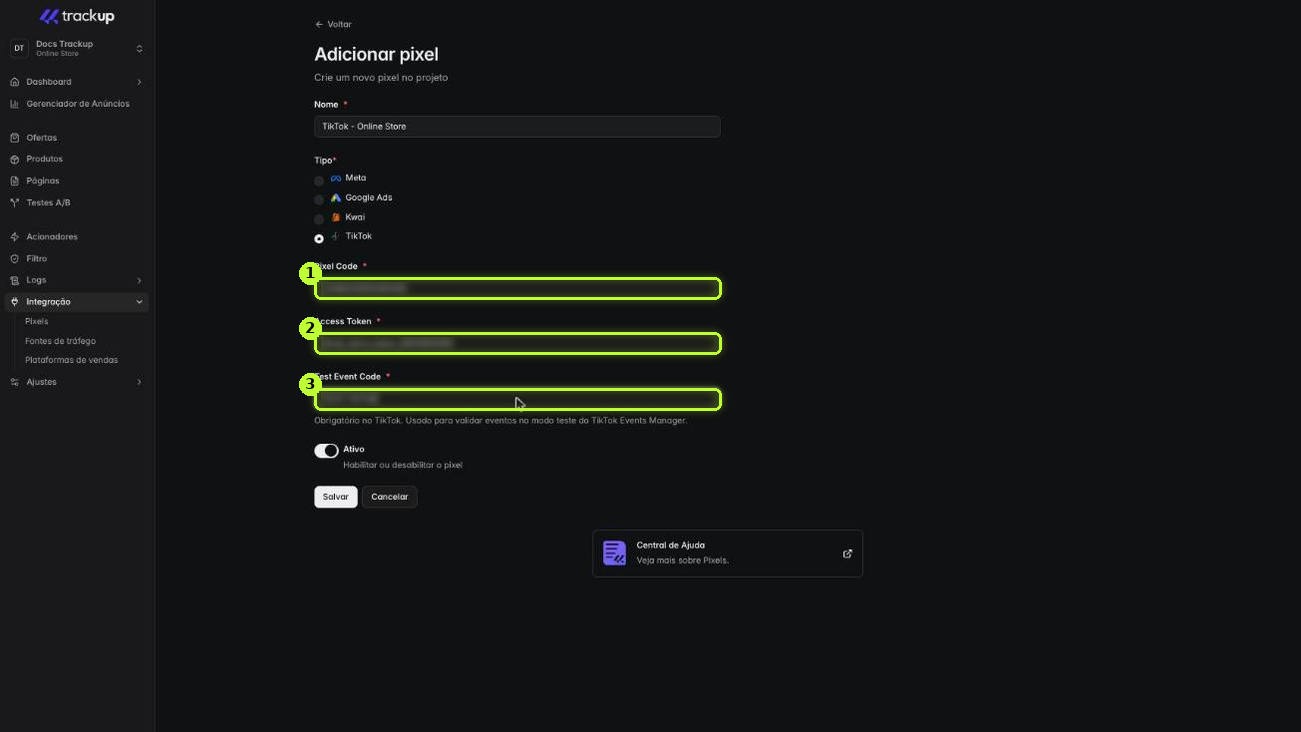 trackup
DT
Docs Trackup
Online Store
Dashboard
Gerenciador de Anúncios
Ofertas
Produtos
Páginas
Testes A/B
Acionadores
Filtro
Logs
Integração
Pixels
Fontes de tráfego
Plataformas de vendas
Ajustes
← Voltar
Adicionar pixel
Crie um novo pixel no projeto
Nome *
TikTok - Online Store
Tipo*
Meta
Google Ads
Kwai
TikTok
1
Pixel Code *
2
Access Token *
3
Test Event Code *
Obrigatório no TikTok. Usado para validar eventos no modo teste do TikTok Events Manager.
Ativo
Habilitar ou desabilitar o pixel
Salvar
Cancelar
Central de Ajuda
Veja mais sobre Pixels.